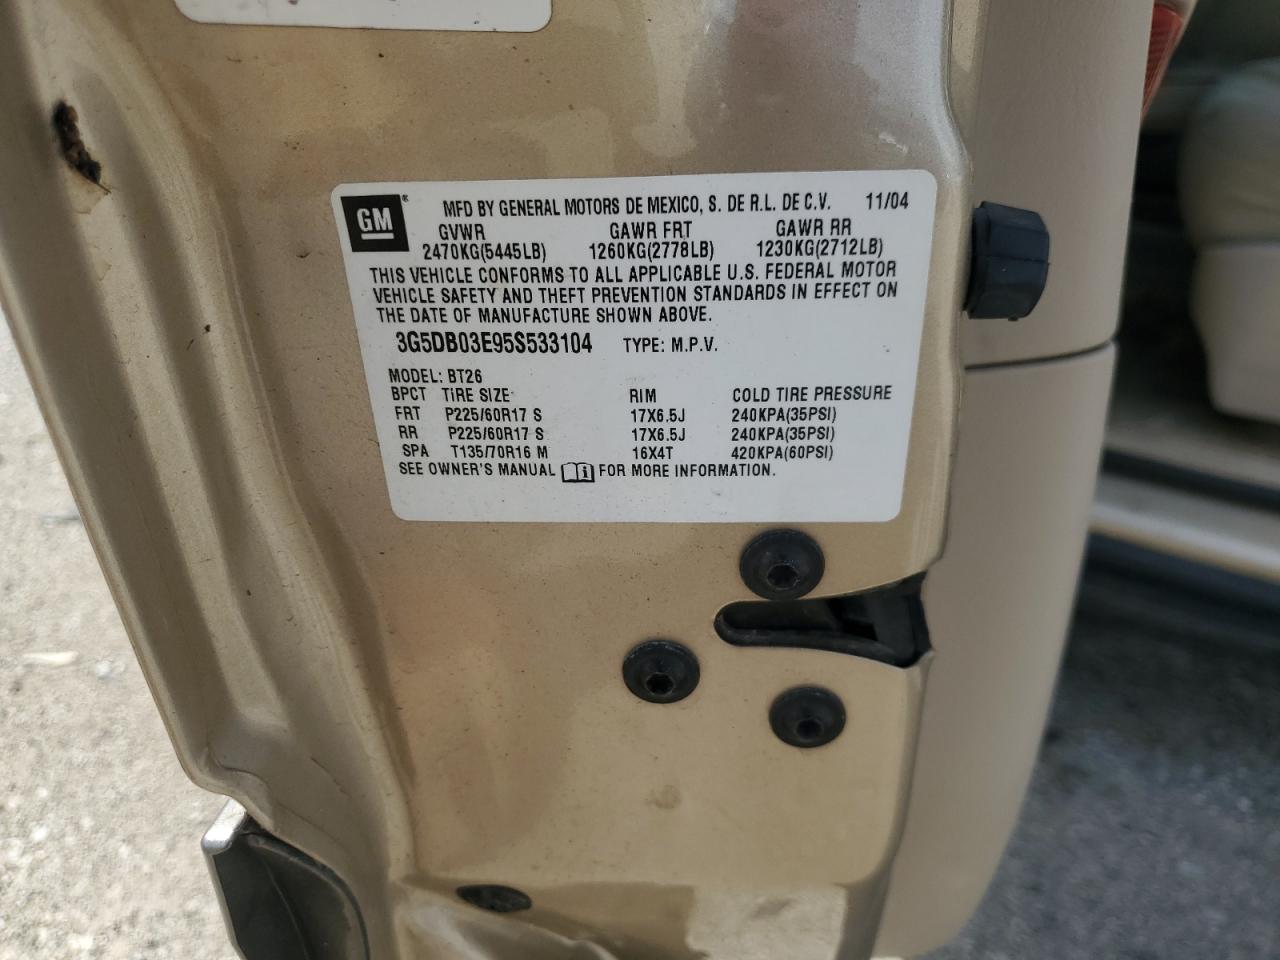 GM® MFD BY GENERAL MOTORS DE MEXICO, S. DE R.L. DE C.V. 11/04
GVWR GAWR FRT GAWR RR
2470KG(5445LB) 1260KG(2778LB) 1230KG(2712LB)
THIS VEHICLE CONFORMS TO ALL APPLICABLE U.S. FEDERAL MOTOR
VEHICLE SAFETY AND THEFT PREVENTION STANDARDS IN EFFECT ON
THE DATE OF MANUFACTURE SHOWN ABOVE.
3G5DB03E95S533104 TYPE: M.P.V.
MODEL: BT26
BPCT TIRE SIZE RIM COLD TIRE PRESSURE
FRT P225/60R17 S 17X6.5J 240KPA(35PSI)
RR P225/60R17 S 17X6.5J 240KPA(35PSI)
SPA T135/70R16 M 16X4T 420KPA(60PSI)
SEE OWNER'S MANUAL i FOR MORE INFORMATION.